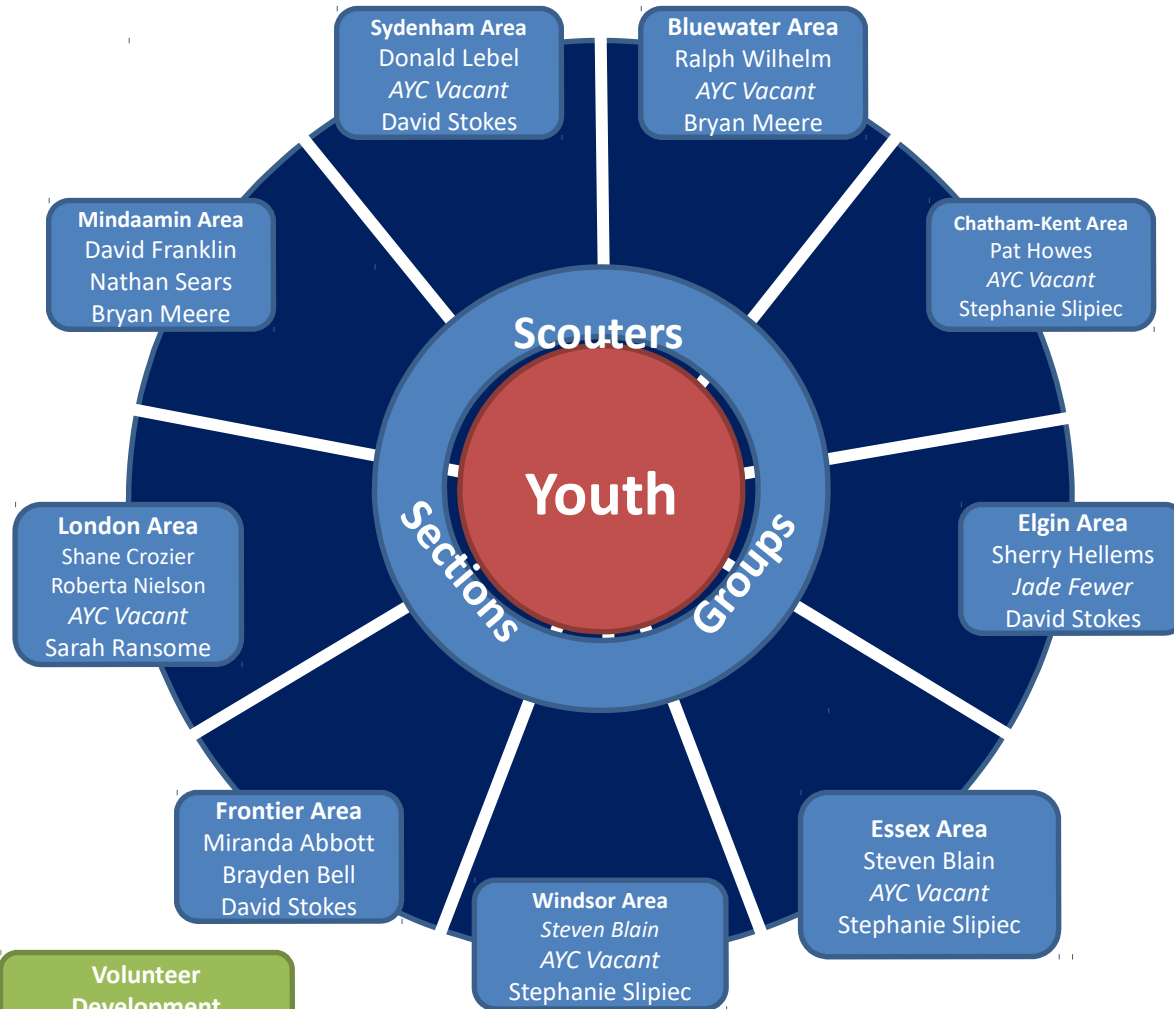 Sydenham Area
Donald Lebel
AYC Vacant
David Stokes
Bluewater Area
Ralph Wilhelm
AYC Vacant
Bryan Meere
Mindaamin Area
David Franklin
Nathan Sears
Bryan Meere
Chatham-Kent Area
Pat Howes
AYC Vacant
Stephanie Slipiec
Scouters
Youth
Sections
Groups
London Area
Shane Crozier
Roberta Nielson
AYC Vacant
Sarah Ransome
Elgin Area
Sherry Hellems
Jade Fewer
David Stokes
Frontier Area
Miranda Abbott
Brayden Bell
David Stokes
Essex Area
Steven Blain
AYC Vacant
Stephanie Slipiec
Windsor Area
Steven Blain
AYC Vacant
Stephanie Slipiec
Volunteer
Development